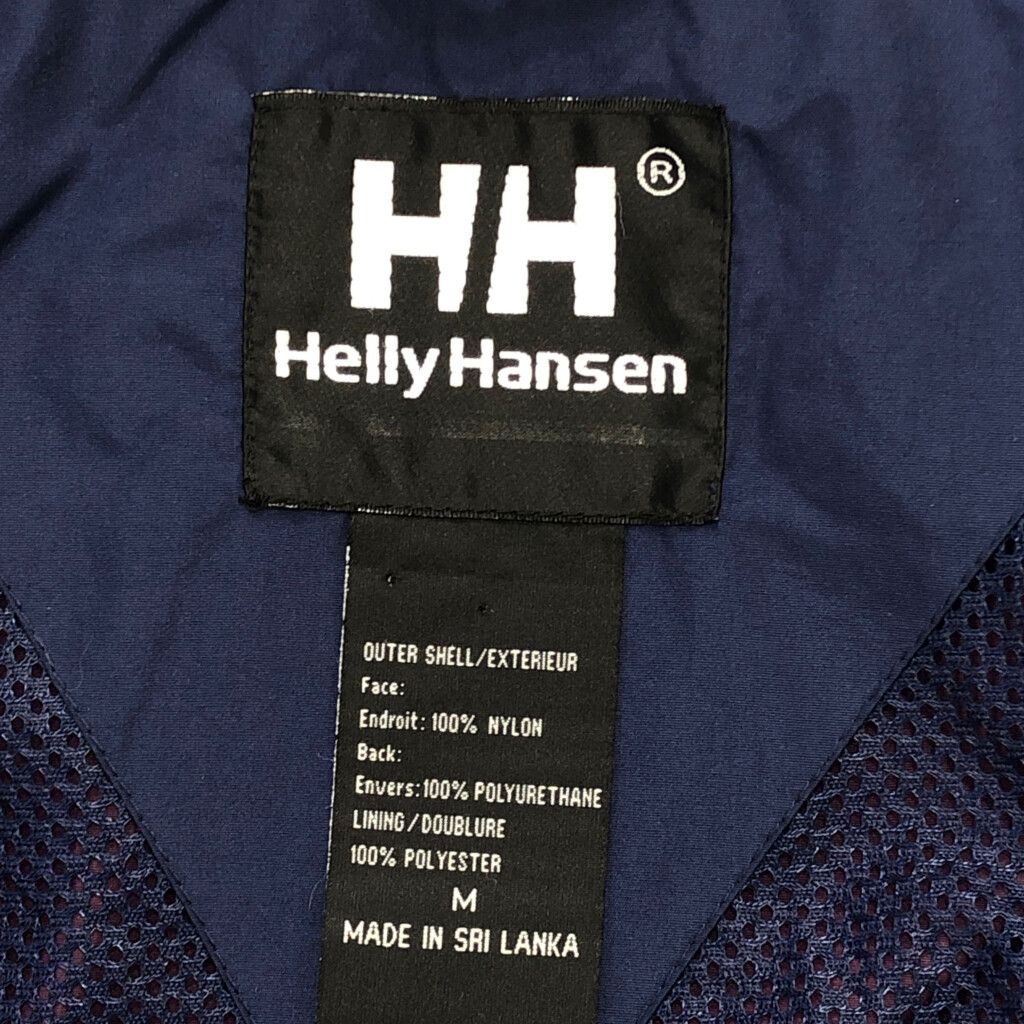 HH®
Helly Hansen
OUTER SHELL/EXTERIEUR
Face:
Endroit: 100% NYLON
Back:
Envers: 100% POLYURETHANE
LINING/DOUBLURE
100% POLYESTER
M
MADE IN SRI LANKA